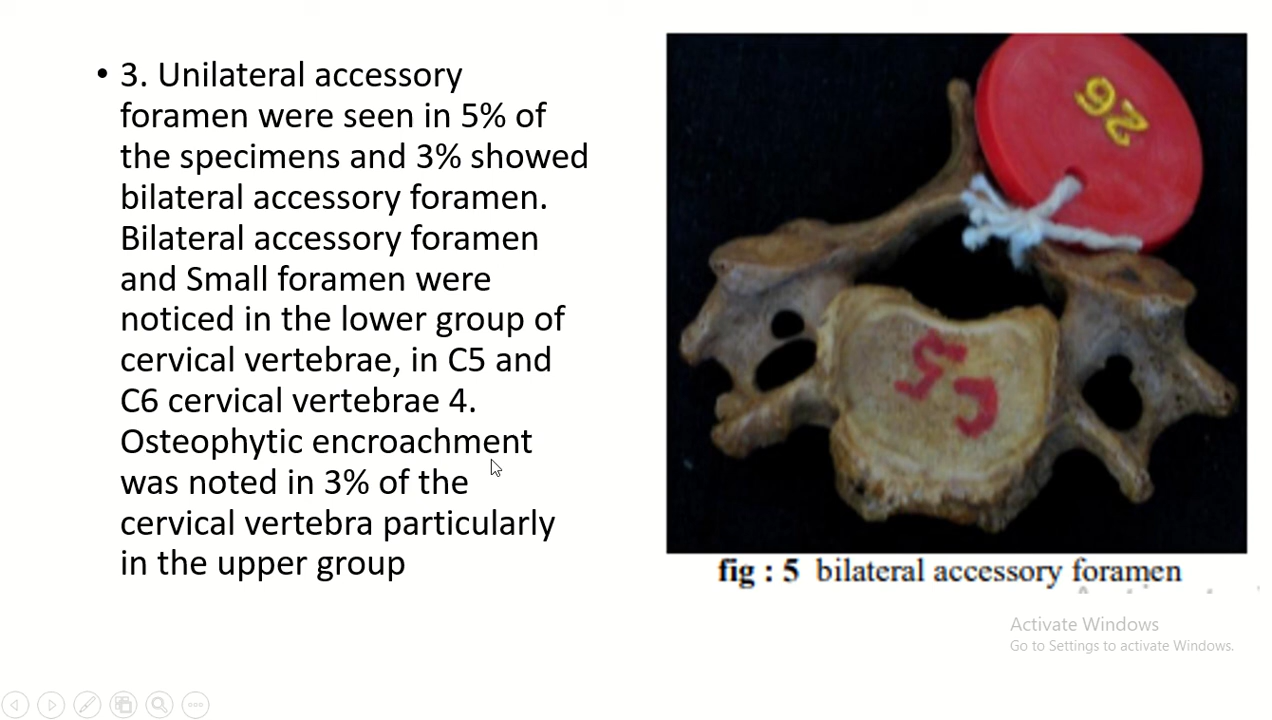 • 3. Unilateral accessory
foramen were seen in 5% of
the specimens and 3% showed
bilateral accessory foramen.
Bilateral accessory foramen
and Small foramen were
noticed in the lower group of
cervical vertebrae, in C5 and
C6 cervical vertebrae 4.
Osteophytic encroachment
was noted in 3% of the
cervical vertebra particularly
in the upper group
26
C5
fig : 5 bilateral accessory foramen
Activate Windows
Go to Settings to activate Windows.